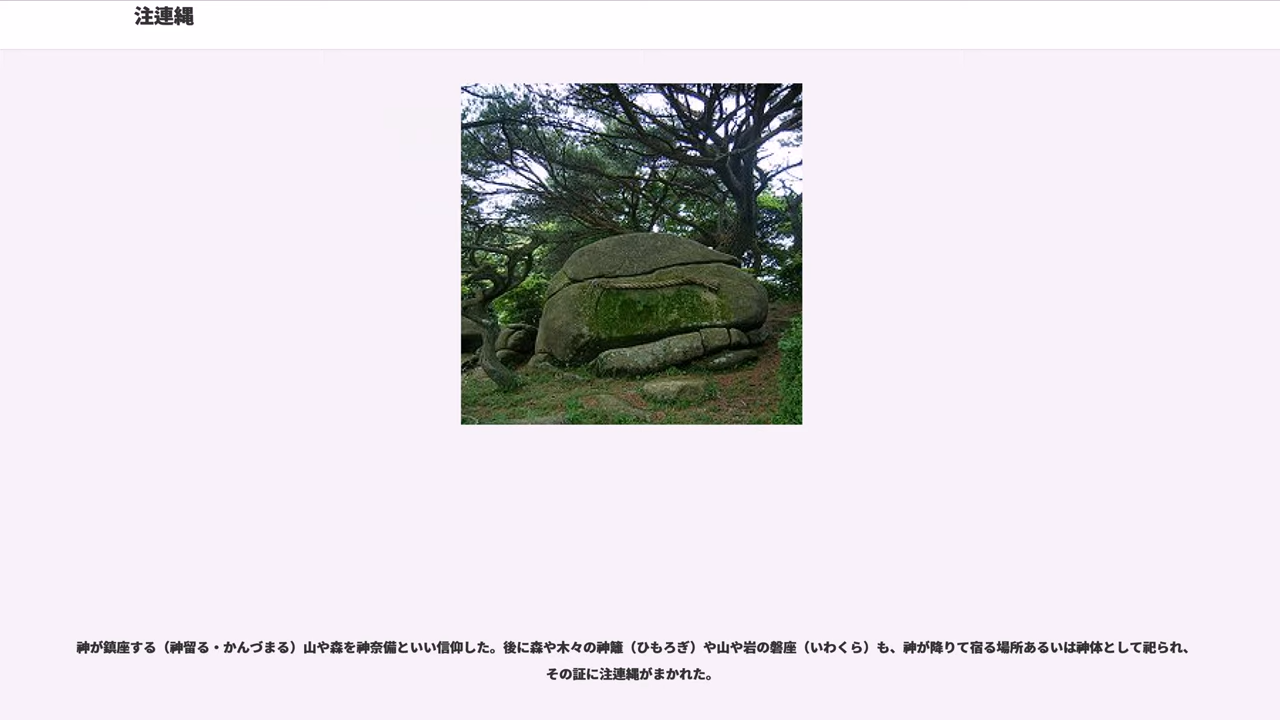 注連縄
神が鎮座する（神留る・かんづまる）山や森を神奈備といい信仰した。後に森や木々の神籬（ひもろぎ）や山や岩の磐座（いわくら）も、神が降りて宿る場所あるいは神体として祀られ、
その証に注連縄がまかれた。